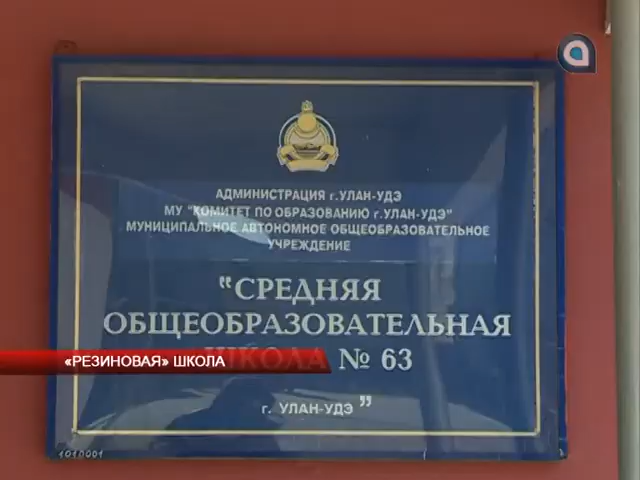 АДМИНИСТРАЦИЯ г.УЛАН-УДЭ
МУ "КОМИТЕТ ПО ОБРАЗОВАНИЮ г.УЛАН-УДЭ"
МУНИЦИПАЛЬНОЕ АВТОНОМНОЕ ОБЩЕОБРАЗОВАТЕЛЬНОЕ
УЧРЕЖДЕНИЕ
"СРЕДНЯЯ
ОБЩЕОБРАЗОВАТЕЛЬНАЯ
ШКОЛА № 63
«РЕЗИНОВАЯ» ШКОЛА
г. УЛАН-УДЭ"